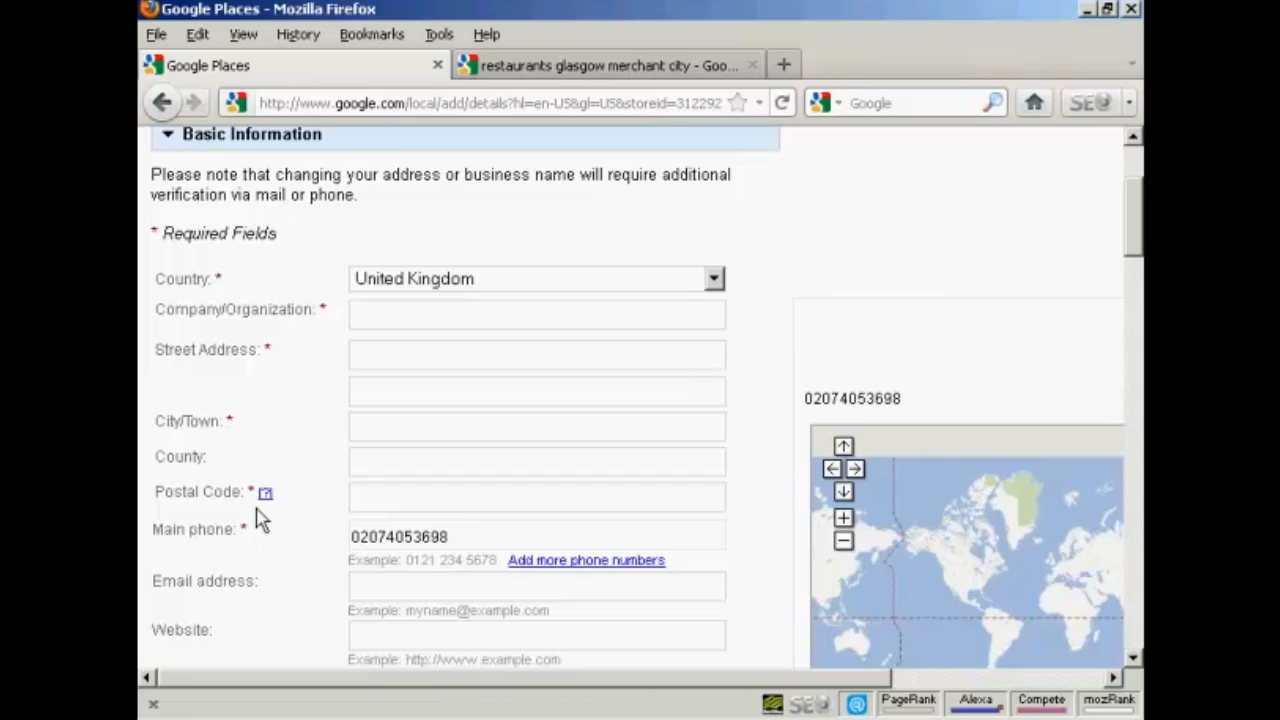 Google Places - Mozilla Firefox
File Edit View History Bookmarks Tools Help
Google Places restaurants glasgow merchant city - Goo...
http://www.google.com/local/add/details?hl=en-US&gl=US&storeid=312292 Google SEO
Basic Information
Please note that changing your address or business name will require additional
verification via mail or phone.
* Required Fields
Country: * United Kingdom
Company/Organization: *
Street Address: *
02074053698
City/Town: *
County:
Postal Code: * [?]
Main phone: * 02074053698
Example: 0121 234 5678 Add more phone numbers
Email address:
Example: myname@example.com
Website:
Example: http://www.example.com
SEO PageRank Alexa Compete mozRank